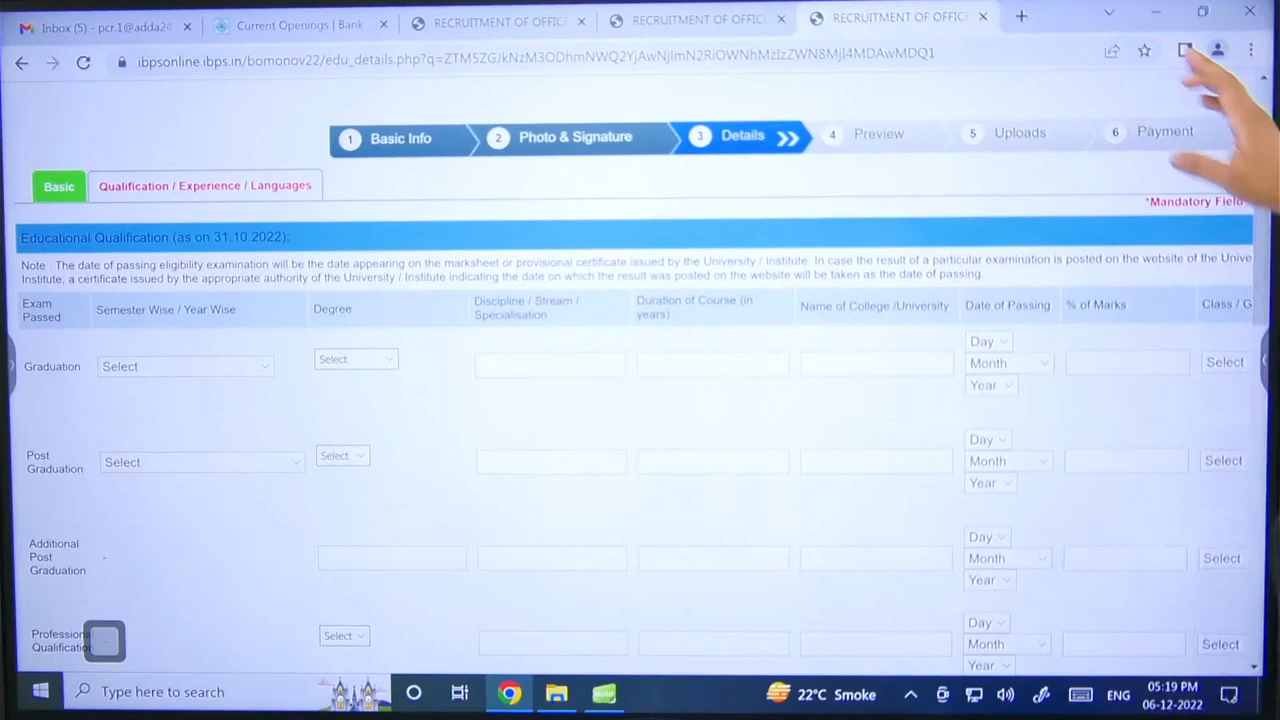 Inbox (5) - pcr.1@adda24
Current Openings | Bank
RECRUITMENT OF OFFICE
RECRUITMENT OF OFFIC
RECRUITMENT OF OFFIC
1 Basic Info
2 Photo & Signature
3 Details
4 Preview
5 Uploads
6 Payment
Basic
Qualification / Experience / Languages
*Mandatory Field
Educational Qualification (as on 31.10.2022):
Note : The date of passing eligibility examination will be the date appearing on the marksheet or provisional certificate issued by the University / Institute. In case the result of a particular examination is posted on the website of the Unive
Institute, a certificate issued by the appropriate authority of the University / Institute indicating the date on which the result was posted on the website will be taken as the date of passing.
Exam Passed
Semester Wise / Year Wise
Degree
Discipline / Stream / Specialisation
Duration of Course (in years)
Name of College /University
Date of Passing
% of Marks
Class / G
Graduation
Select
Select
Day
Month
Year
Select
Post Graduation
Select
Select
Day
Month
Year
Select
Additional Post Graduation
-
Day
Month
Year
Select
Professional Qualification
Select
Day
Month
Year
Select
Type here to search
22°C Smoke
ENG
05:19 PM
06-12-2022